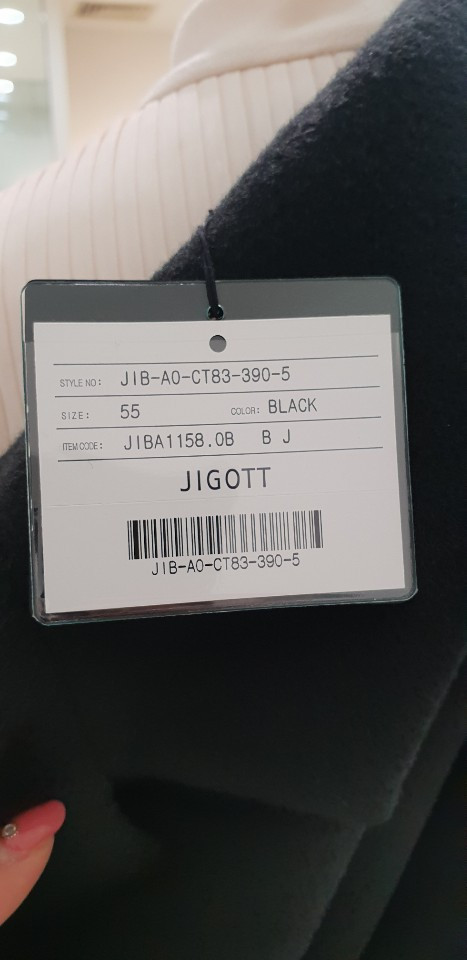 STYLE NO: JIB-A0-CT83-390-5
SIZE: 55 COLOR: BLACK
ITEM CODE: JIBA1158.0B B J
JIGOTT
JIB-A0-CT83-390-5